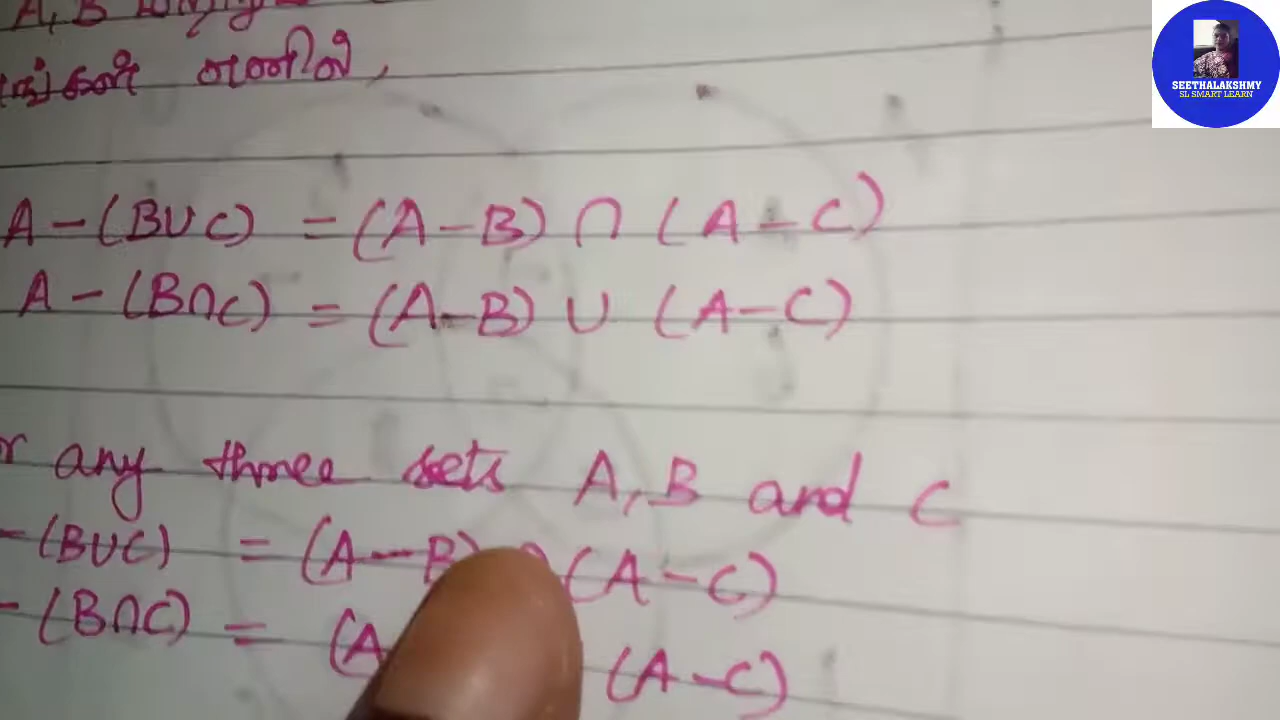 A, B
A - (B∪C) = (A - B) ∩ (A - C)
A - (B∩C) = (A - B) ∪ (A - C)
any three sets A, B and C
- (B∪C) = (A - B) ∩ (A - C)
- (B∩C) = (A (A - C)
SEETHALAKSHMY
SL SMART LEARN